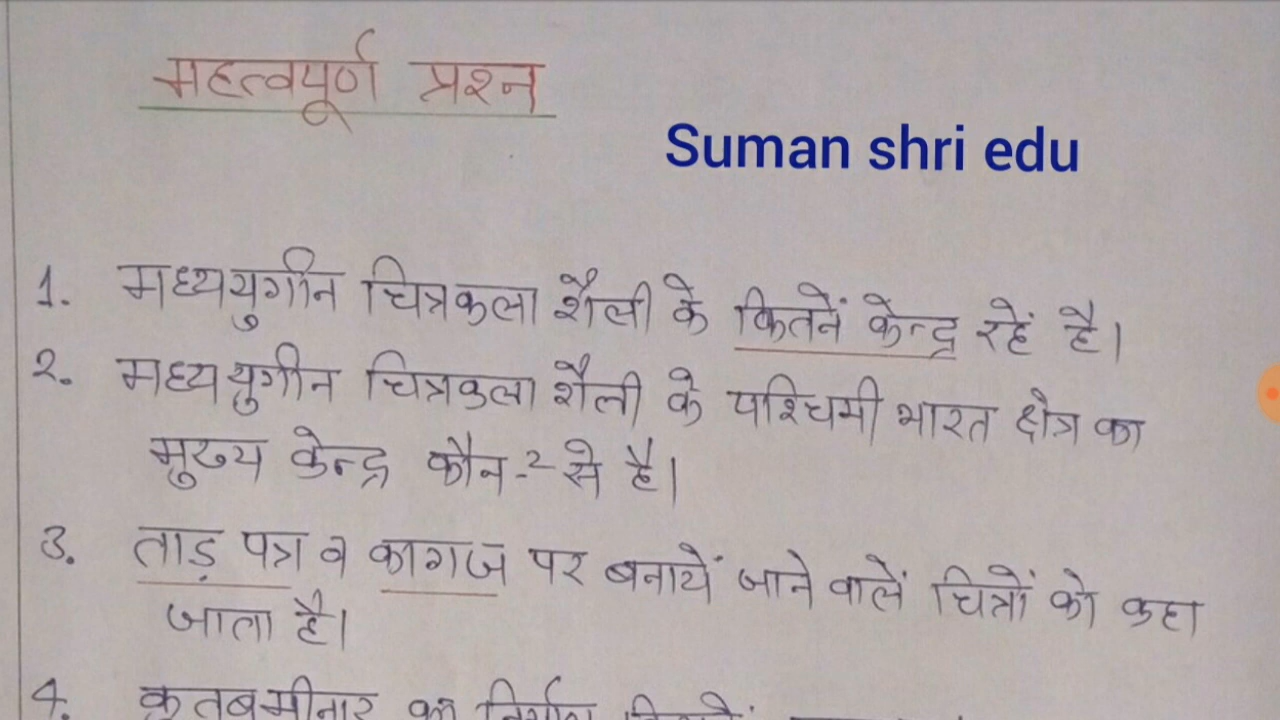 महत्वपूर्ण प्रश्न
Suman shri edu
1. मध्ययुगीन चित्रकला शैली के कितनें केन्द्र रहें है।
2. मध्ययुगीन चित्रकला शैली के पश्चिमी भारत क्षेत्र का
मुख्य केन्द्र कौन-2 से है।
3. ताड़ पत्र व कागज पर बनायें जाने वालें चित्रों को कहा
जाता है।
4. कुतबमीनार का निर्माण